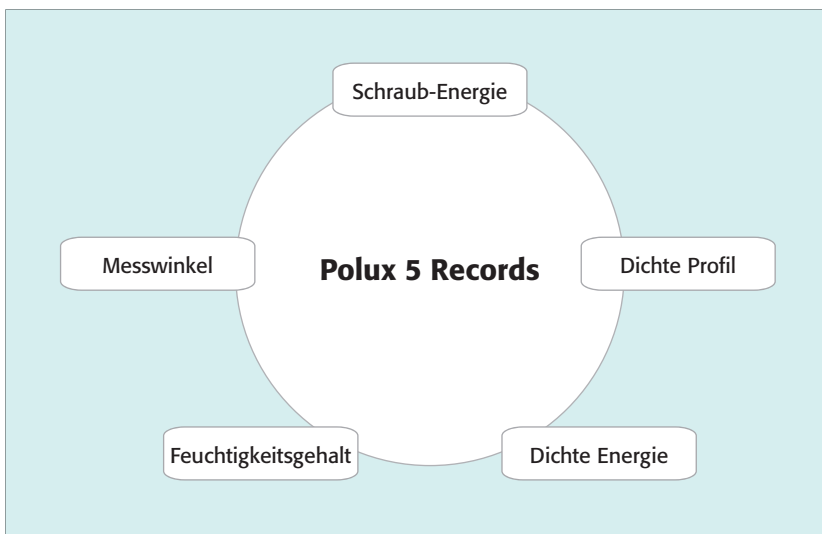 Schraub-Energie
Messwinkel
Polux 5 Records
Dichte Profil
Feuchtigkeitsgehalt
Dichte Energie